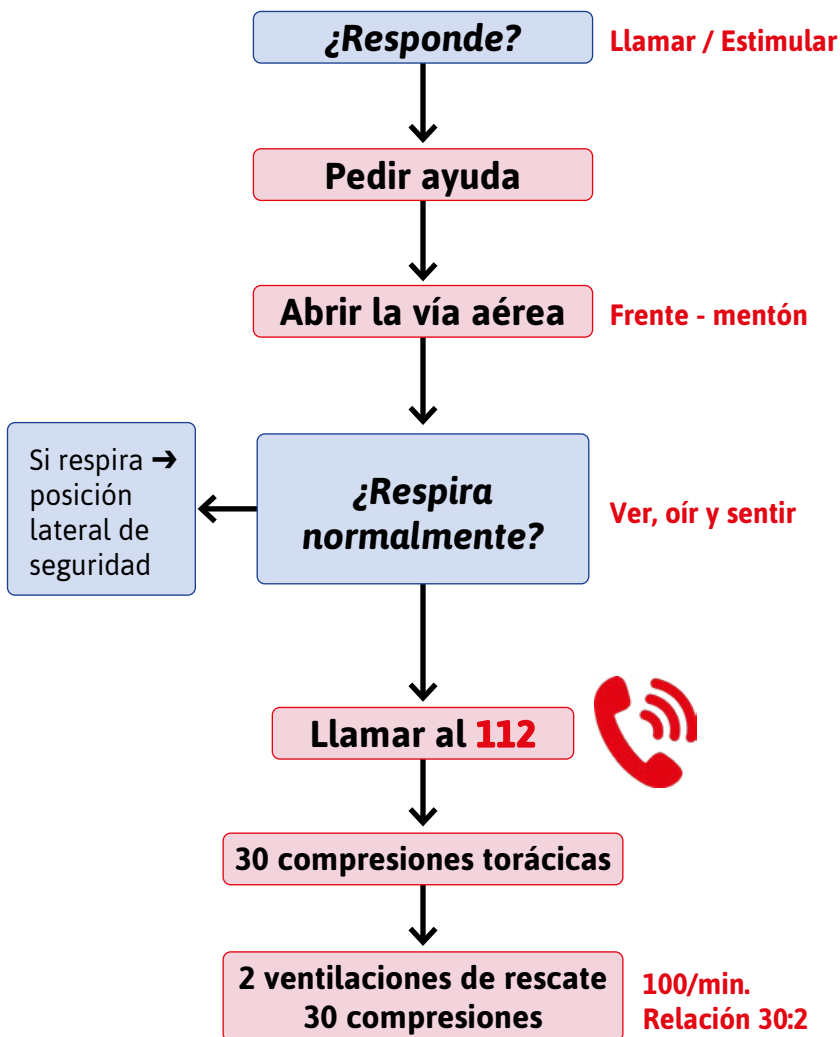 ¿Responde?
Llamar / Estimular
Pedir ayuda
Abrir la vía aérea
Frente - mentón
Si respira ➔
posición
lateral de
seguridad
¿Respira
normalmente?
Ver, oír y sentir
Llamar al 112
30 compresiones torácicas
2 ventilaciones de rescate
30 compresiones
100/min.
Relación 30:2